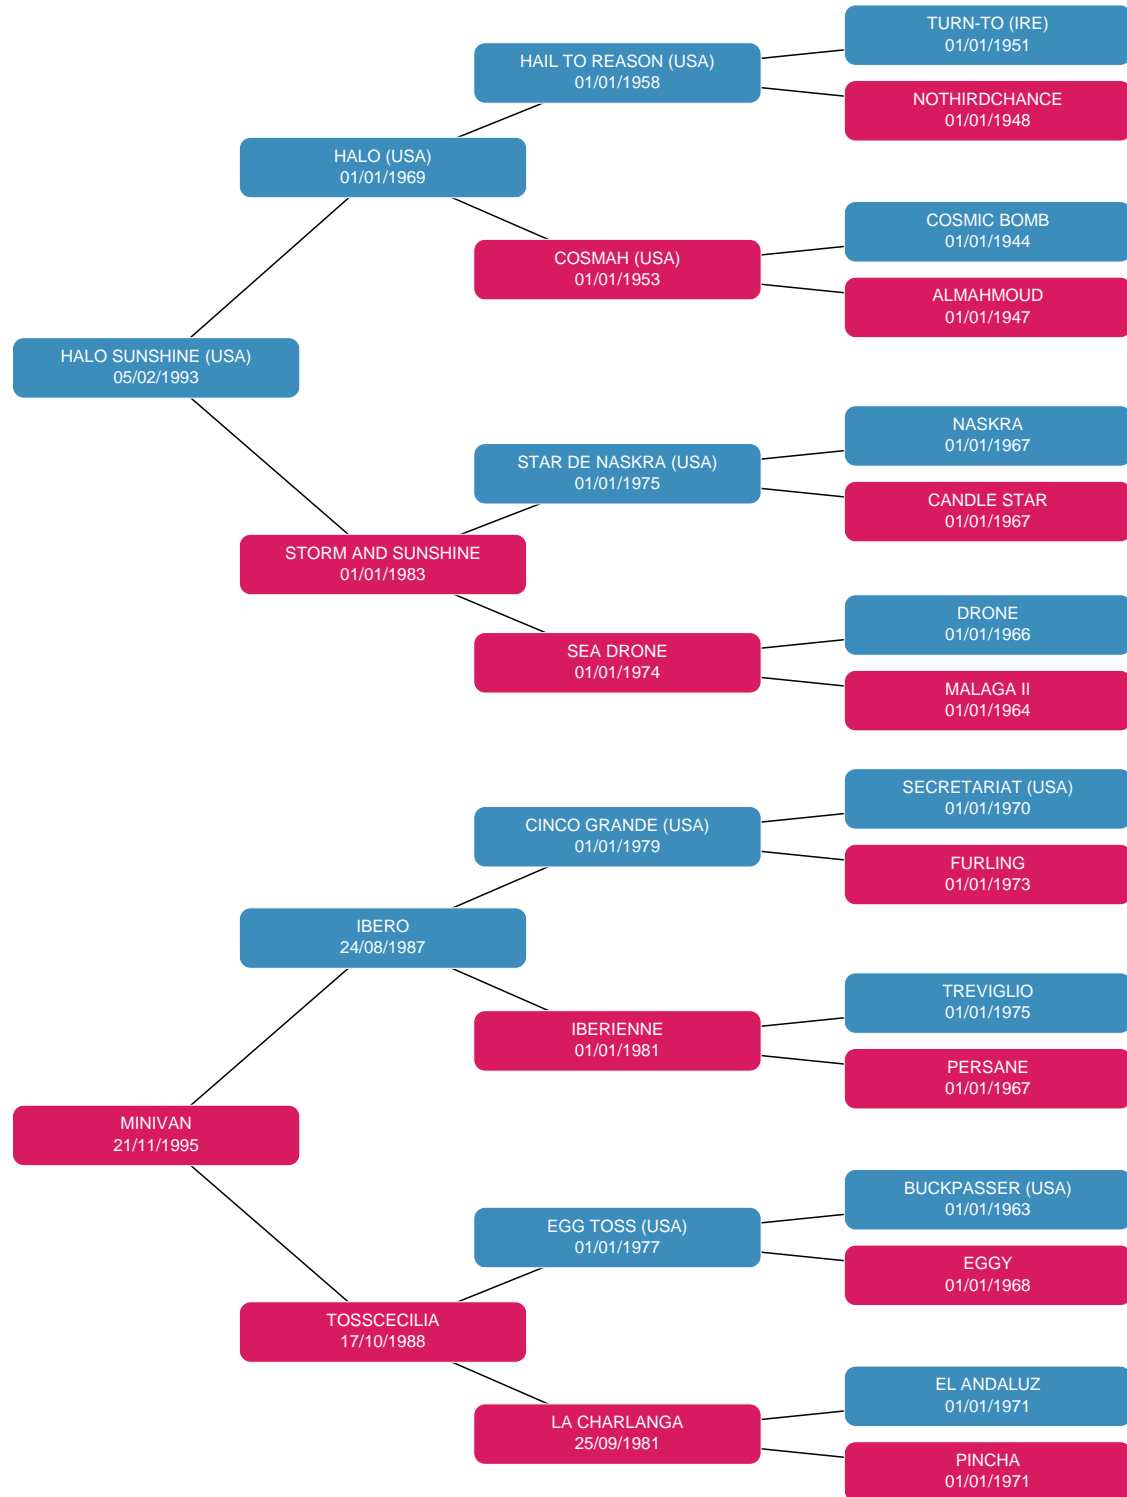 TURN-TO (IRE)
01/01/1951
HAIL TO REASON (USA)
01/01/1958
NOTHIRDCHANCE
01/01/1948
HALO (USA)
01/01/1969
COSMIC BOMB
01/01/1944
COSMAH (USA)
01/01/1953
ALMAHMOUD
01/01/1947
HALO SUNSHINE (USA)
05/02/1993
NASKRA
01/01/1967
STAR DE NASKRA (USA)
01/01/1975
CANDLE STAR
01/01/1967
STORM AND SUNSHINE
01/01/1983
DRONE
01/01/1966
SEA DRONE
01/01/1974
MALAGA II
01/01/1964
SECRETARIAT (USA)
01/01/1970
CINCO GRANDE (USA)
01/01/1979
FURLING
01/01/1973
IBERO
24/08/1987
TREVIGLIO
01/01/1975
IBERIENNE
01/01/1981
PERSANE
01/01/1967
MINIVAN
21/11/1995
BUCKPASSER (USA)
01/01/1963
EGG TOSS (USA)
01/01/1977
EGGY
01/01/1968
TOSSCECILIA
17/10/1988
EL ANDALUZ
01/01/1971
LA CHARLANGA
25/09/1981
PINCHA
01/01/1971